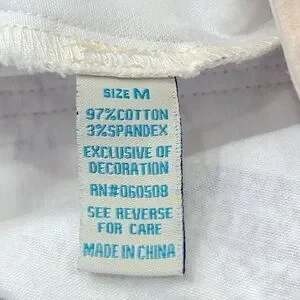 SIZE M
97%COTTON
3%SPANDEX
EXCLUSIVE OF
DECORATION
RN#060508
SEE REVERSE
FOR CARE
MADE IN CHINA